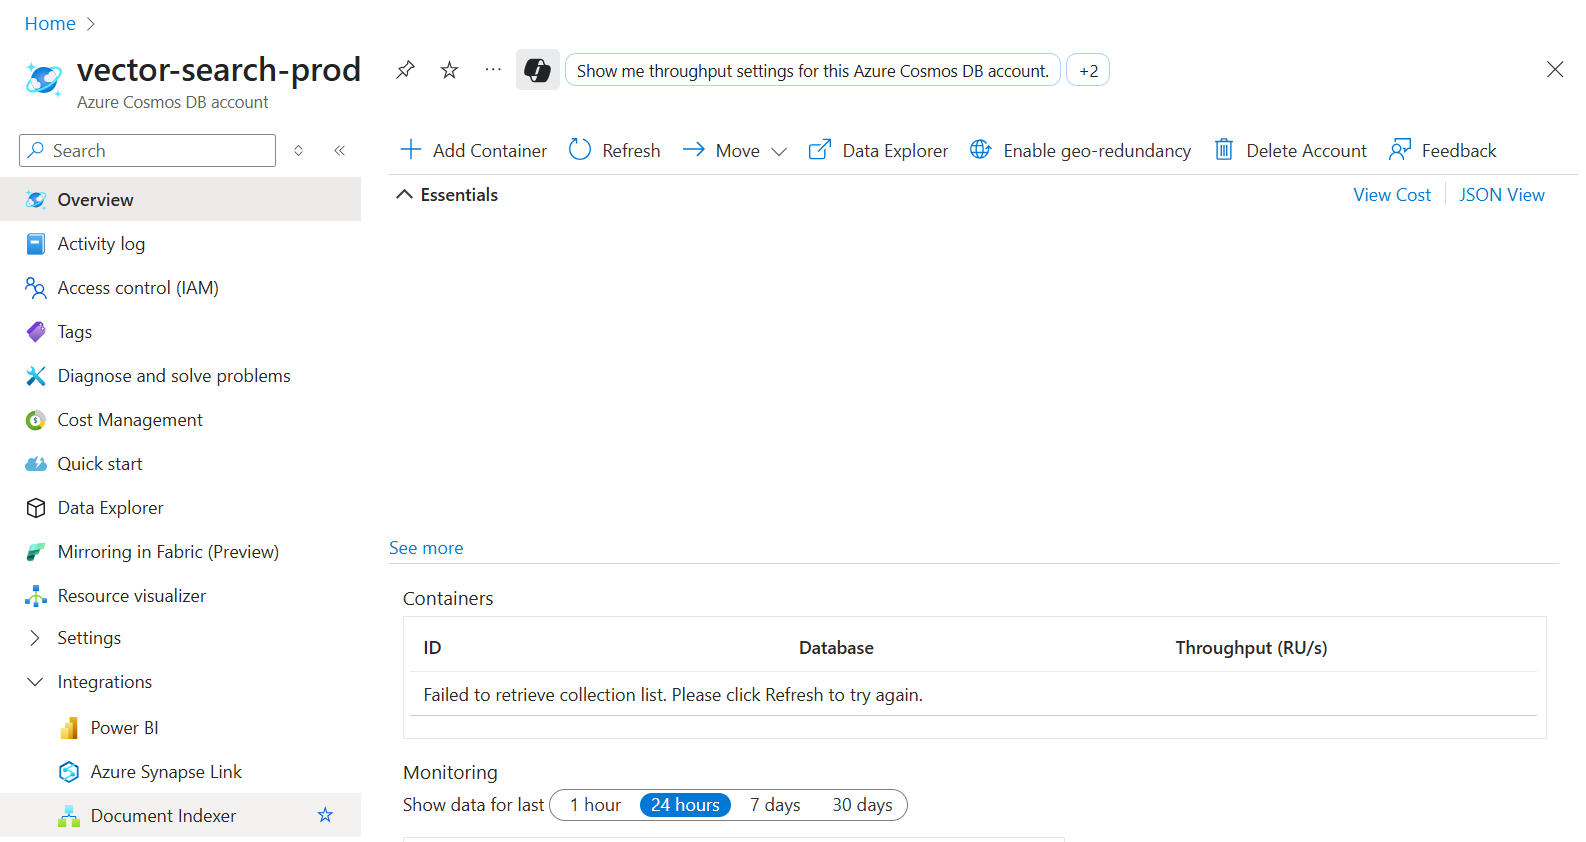 Home
vector-search-prod
Azure Cosmos DB account
Show me throughput settings for this Azure Cosmos DB account.
+2
Search
Add Container
Refresh
Move
Data Explorer
Enable geo-redundancy
Delete Account
Feedback
Overview
Activity log
Access control (IAM)
Tags
Diagnose and solve problems
Cost Management
Quick start
Data Explorer
Mirroring in Fabric (Preview)
Resource visualizer
Settings
Integrations
Power BI
Azure Synapse Link
Document Indexer
Essentials
View Cost
JSON View
See more
Containers
ID Database Throughput (RU/s)
Failed to retrieve collection list. Please click Refresh to try again.
Monitoring
Show data for last 1 hour 24 hours 7 days 30 days